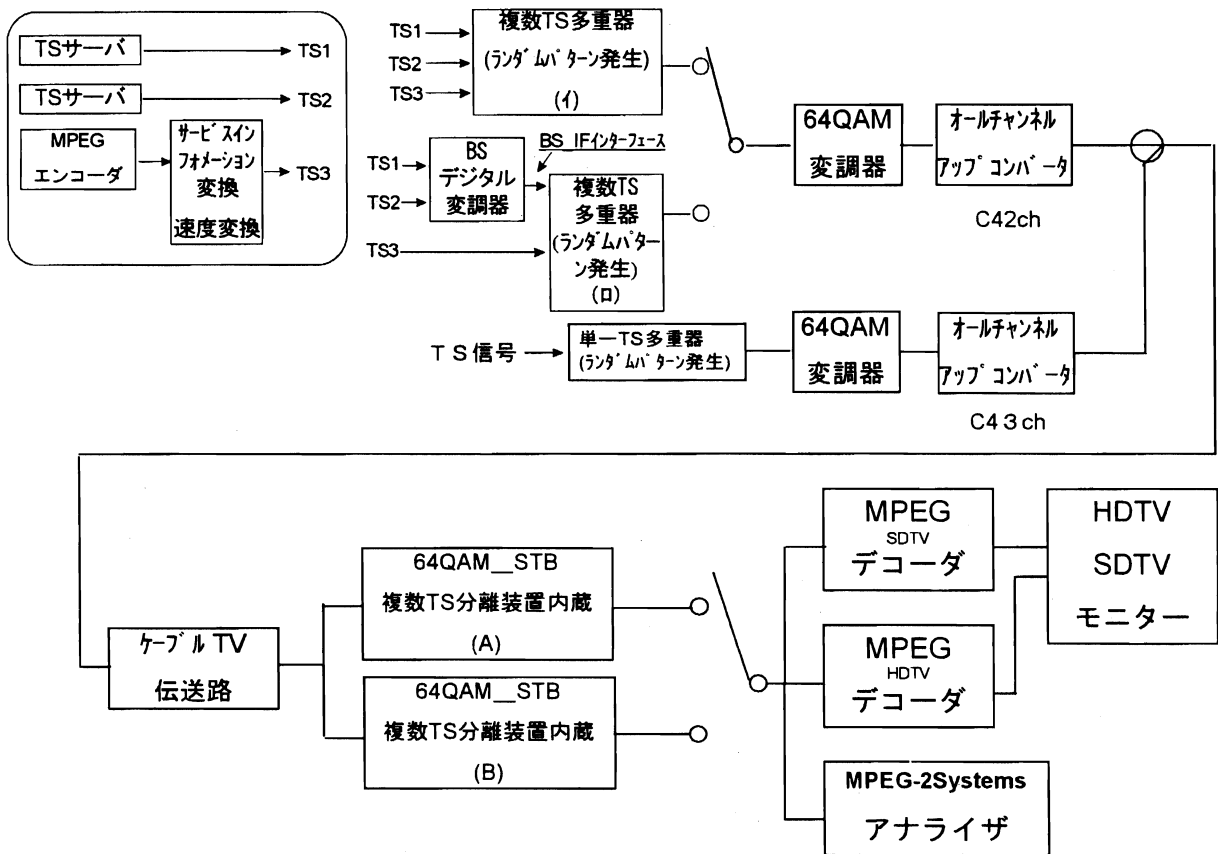 TSサーバ
TS1
TSサーバ
TS2
MPEG
エンコーダ
サービスイン
フォメーション
変換
速度変換
TS3
TS1
TS2
TS3
複数TS多重器
(ランダムパターン発生)
(イ)
TS1
TS2
BS
デジタル
変調器
BS IFインターフェース
TS3
複数TS
多重器
(ランダムパター
ン発生)
(ロ)
64QAM
変調器
オールチャンネル
アップコンバータ
C42ch
TS信号
単一TS多重器
(ランダムパターン発生)
64QAM
変調器
オールチャンネル
アップコンバータ
C43ch
ケーブルTV
伝送路
64QAM__STB
複数TS分離装置内蔵
(A)
64QAM__STB
複数TS分離装置内蔵
(B)
MPEG
SDTV
デコーダ
MPEG
HDTV
デコーダ
MPEG-2Systems
アナライザ
HDTV
SDTV
モニター